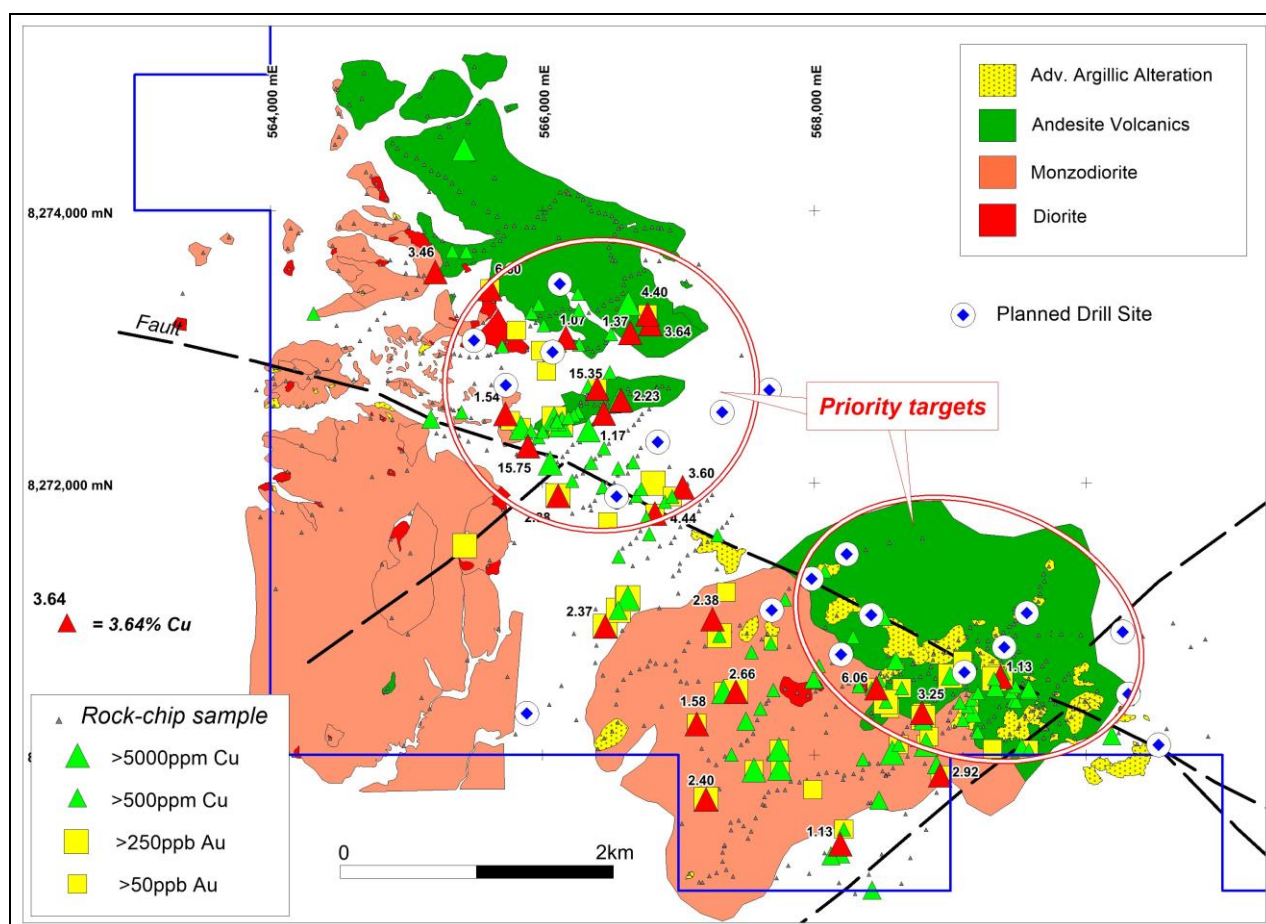 564,000 mE
566,000 mE
568,000 mE
Adv. Argillic Alteration
Andesite Volcanics
Monzodiorite
Diorite
Planned Drill Site
8,274,000 mN
3.46
4.40
1.07
1.37
3.64
Fault
15.35
2.23
1.54
Priority targets
1.17
15.75
8,272,000 mN
3.60
4.44
3.64
= 3.64% Cu
2.37
2.38
2.66
6.06
1.13
1.58
3.25
2.92
2.40
1.13
Rock-chip sample
>5000ppm Cu
>500ppm Cu
>250ppb Au
>50ppb Au
0
2km